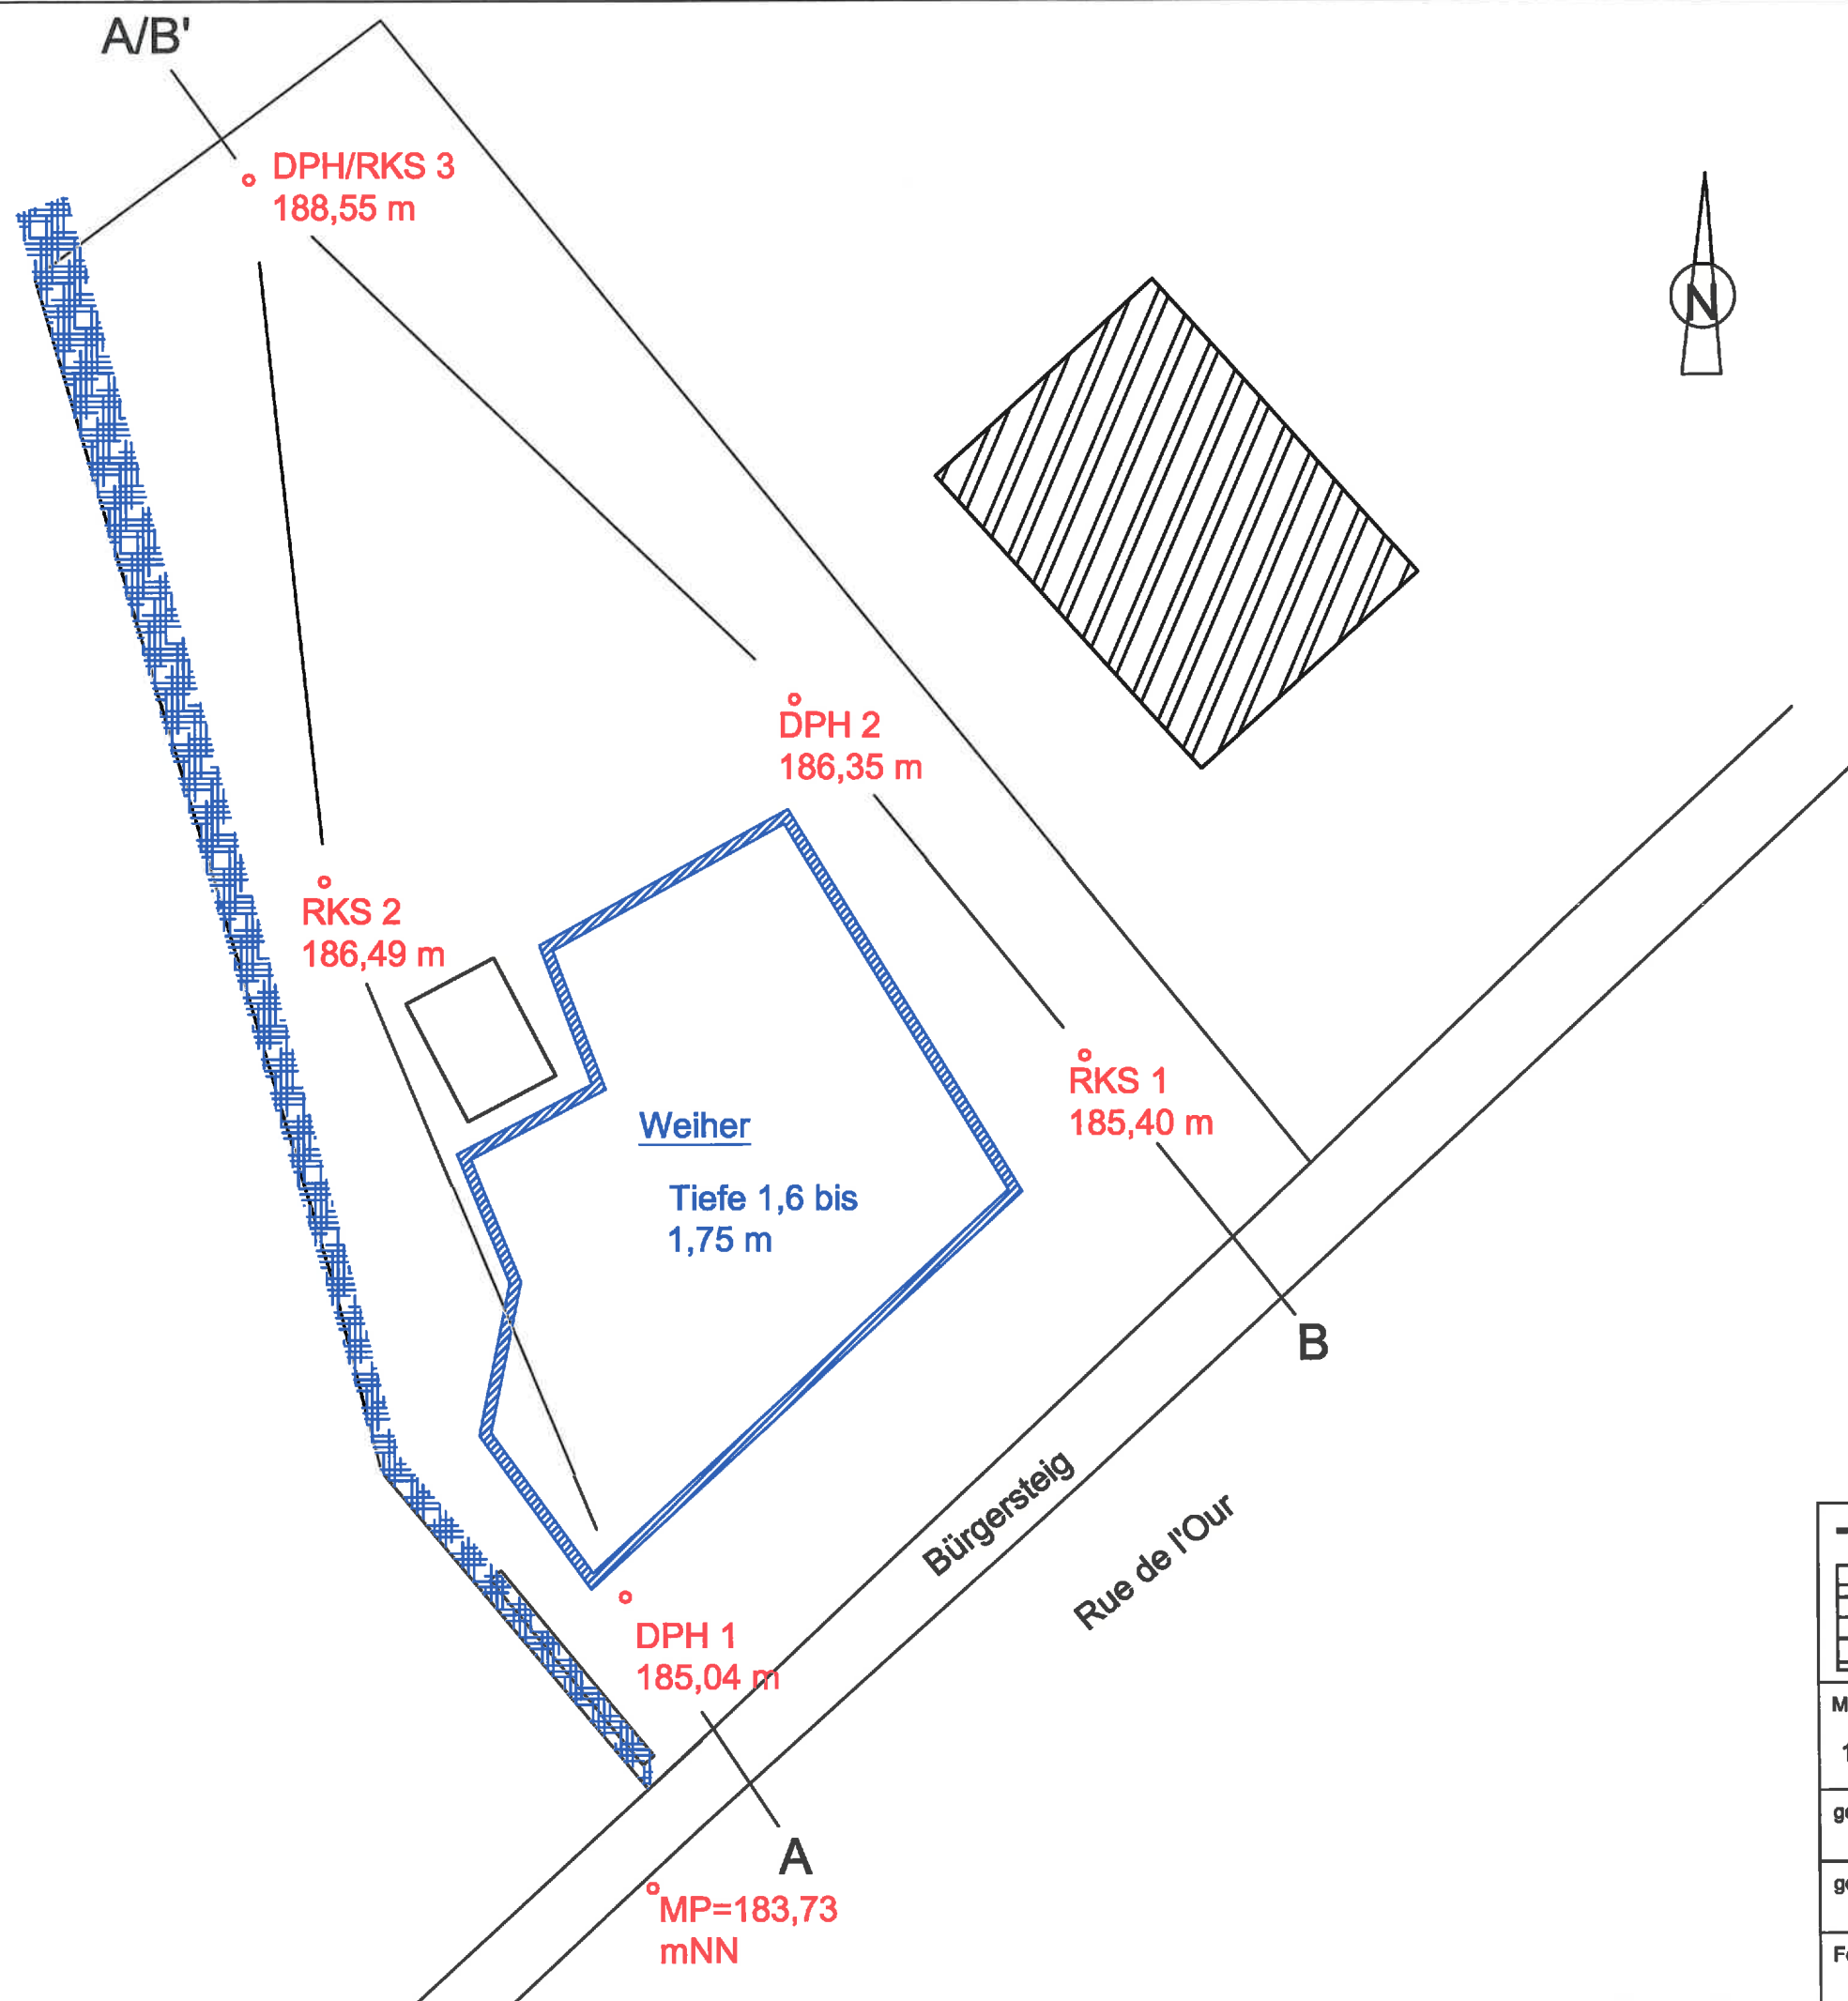 A/B'
DPH/RKS 3
188,55 m
N
DPH 2
186,35 m
RKS 2
186,49 m
RKS 1
185,40 m
Weiher
Tiefe 1,6 bis
1,75 m
B
Bürgersteig
Rue de l'Our
DPH 1
185,04 m
A
MP=183,73
mNN